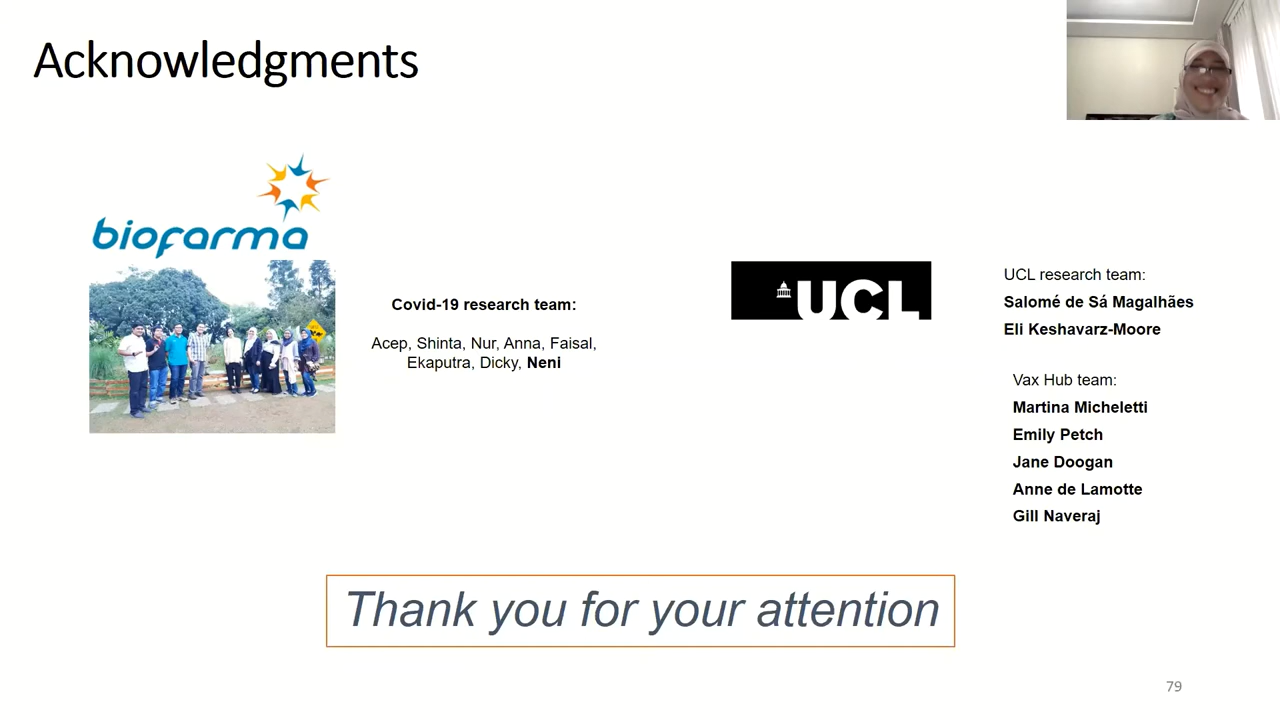 Acknowledgments
biofarma
Covid-19 research team:
Acep, Shinta, Nur, Anna, Faisal,
Ekaputra, Dicky, Neni
UCL
UCL research team:
Salomé de Sá Magalhães
Eli Keshavarz-Moore
Vax Hub team:
Martina Micheletti
Emily Petch
Jane Doogan
Anne de Lamotte
Gill Naveraj
Thank you for your attention
79